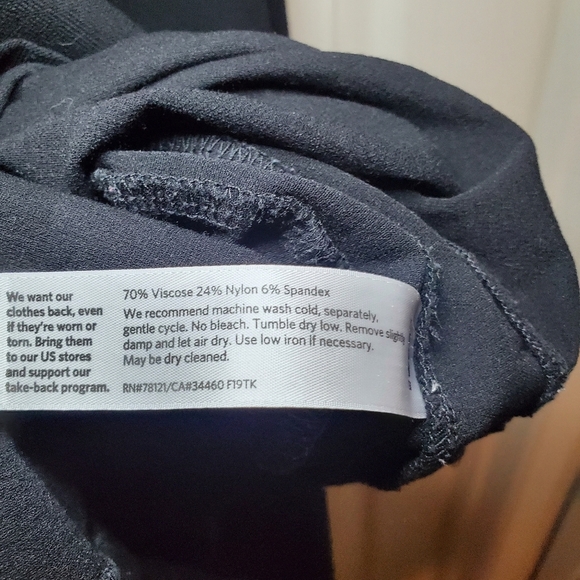 We want our
clothes back, even
if they're worn or
torn. Bring them
to our US stores
and support our
take-back program.
70% Viscose 24% Nylon 6% Spandex
We recommend machine wash cold, separately,
gentle cycle. No bleach. Tumble dry low. Remove slightly
damp and let air dry. Use low iron if necessary.
May be dry cleaned.
RN#78121/CA#34460 F19TK